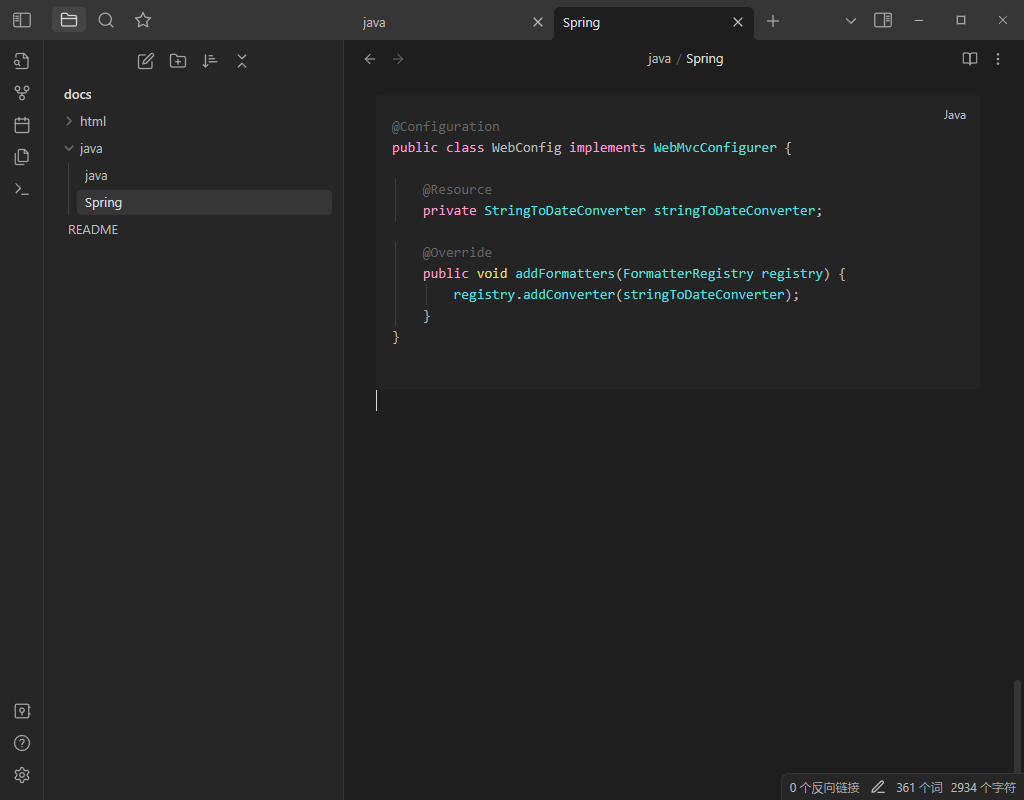 java
Spring
java / Spring
docs
html
java
java
Spring
README
Java
@Configuration
public class WebConfig implements WebMvcConfigurer {
@Resource
private StringToDateConverter stringToDateConverter;
@Override
public void addFormatters(FormatterRegistry registry) {
registry.addConverter(stringToDateConverter);
}
}
0 个反向链接 361 个词 2934 个字符